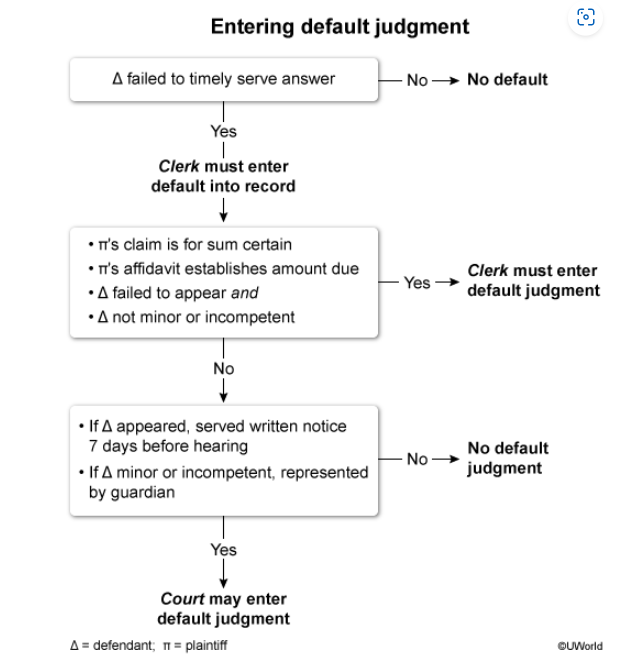 Entering default judgment
Δ failed to timely serve answer
No
No default
Yes
Clerk must enter
default into record
• π's claim is for sum certain
• π's affidavit establishes amount due
• Δ failed to appear and
• Δ not minor or incompetent
Yes
Clerk must enter
default judgment
No
• If Δ appeared, served written notice
7 days before hearing
• If Δ minor or incompetent, represented
by guardian
No
No default
judgment
Yes
Court may enter
default judgment
Δ = defendant; π = plaintiff
©UWorld